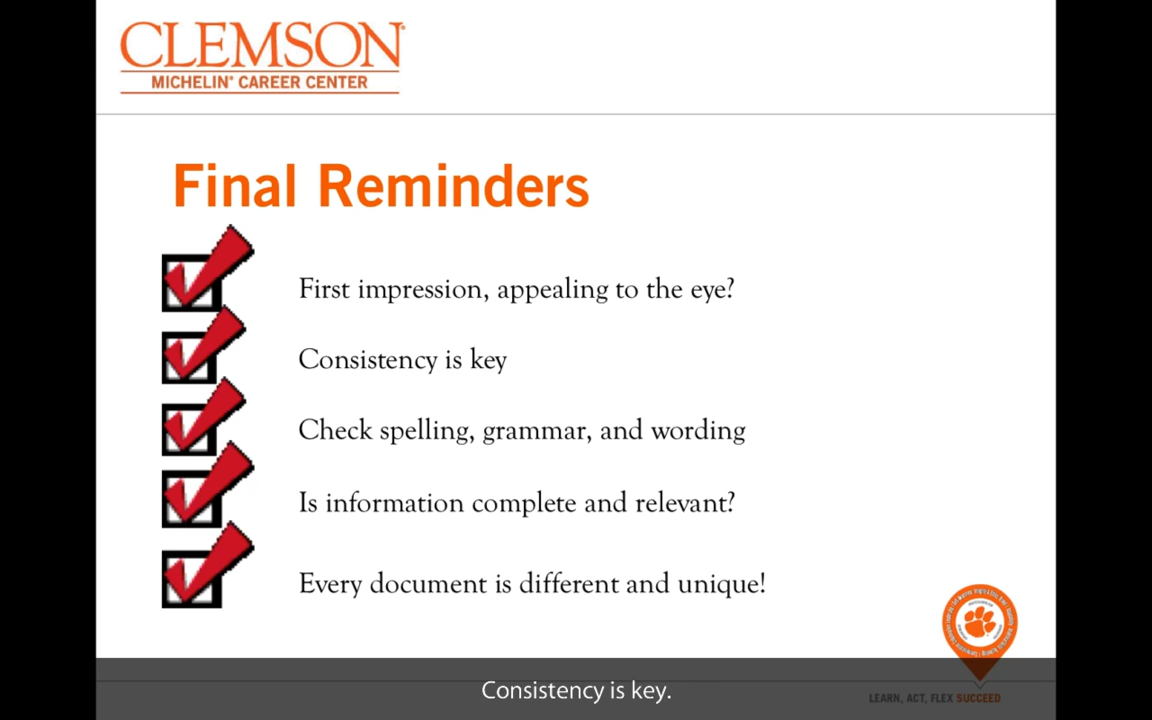 CLEMSON
MICHELIN® CAREER CENTER
Final Reminders
First impression, appealing to the eye?
Consistency is key
Check spelling, grammar, and wording
Is information complete and relevant?
Every document is different and unique!
Consistency is key.
LEARN, ACT, FLEX SUCCEED